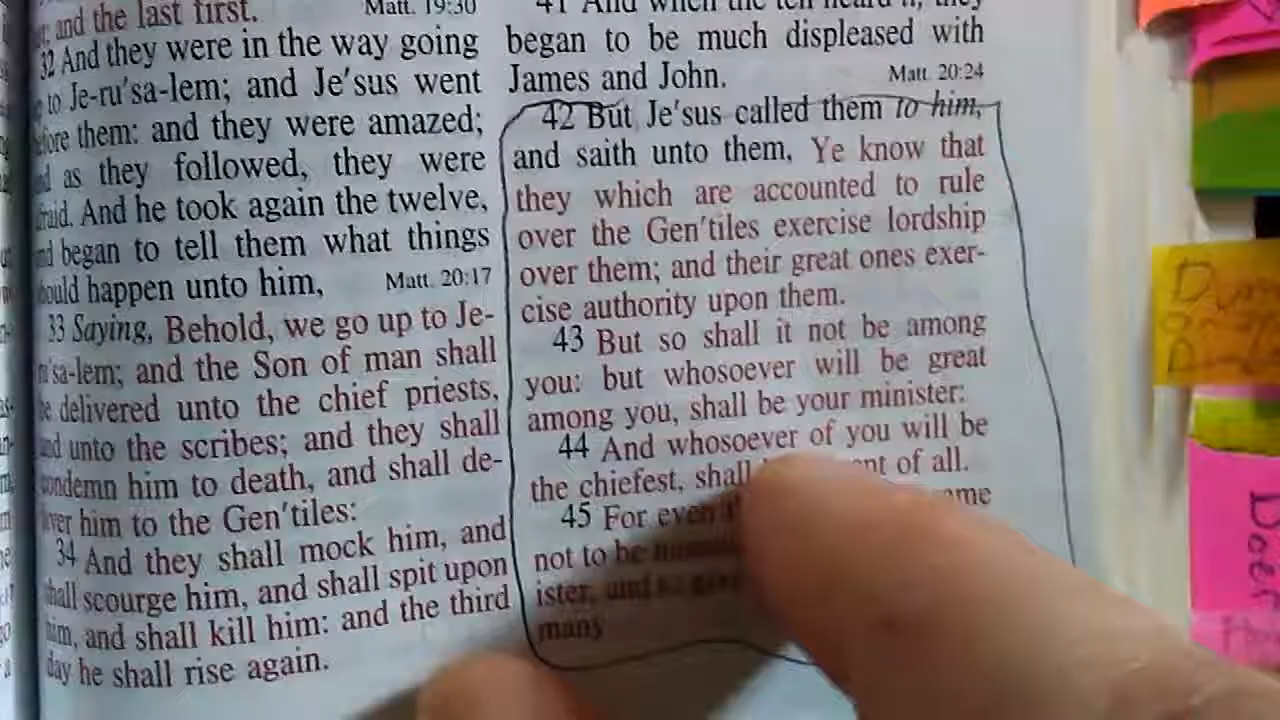 and the last first. Matt. 19:30
32 And they were in the way going
to Je-ru'sa-lem; and Je'sus went
them: and they were amazed;
as they followed, they were
And he took again the twelve,
began to tell them what things
happen unto him, Matt. 20:17
33 Saying, Behold, we go up to Je-
sa-lem; and the Son of man shall
delivered unto the chief priests,
unto the scribes; and they shall
him to death, and shall de-
him to the Gen'tiles:
34 And they shall mock him, and
scourge him, and shall spit upon
and shall kill him: and the third
day he shall rise again.
41 And when the ten heard it, they
began to be much displeased with
James and John. Matt. 20:24
42 But Je'sus called them to him,
and saith unto them, Ye know that
they which are accounted to rule
over the Gen'tiles exercise lordship
over them; and their great ones exer-
cise authority upon them.
43 But so shall it not be among
you: but whosoever will be great
among you, shall be your minister:
44 And whosoever of you will be
the chiefest, shall of all.
45 For even
not to be
ister, and
many